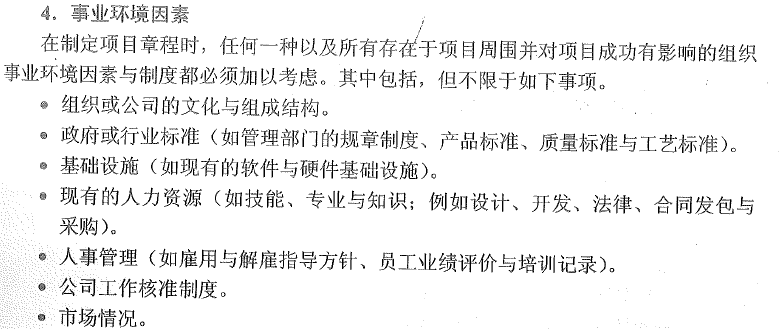 4．事业环境因素
在制定项目章程时，任何一种以及所有存在于项目周围并对项目成功有影响的组织
事业环境因素与制度都必须加以考虑。其中包括，但不限于如下事项。
● 组织或公司的文化与组成结构。
● 政府或行业标准（如管理部门的规章制度、产品标准、质量标准与工艺标准）。
● 基础设施（如现有的软件与硬件基础设施）。
● 现有的人力资源（如技能、专业与知识；例如设计、开发、法律、合同发包与
采购）。
● 人事管理（如雇用与解雇指导方针、员工业绩评价与培训记录）。
● 公司工作核准制度。
● 市场情况。